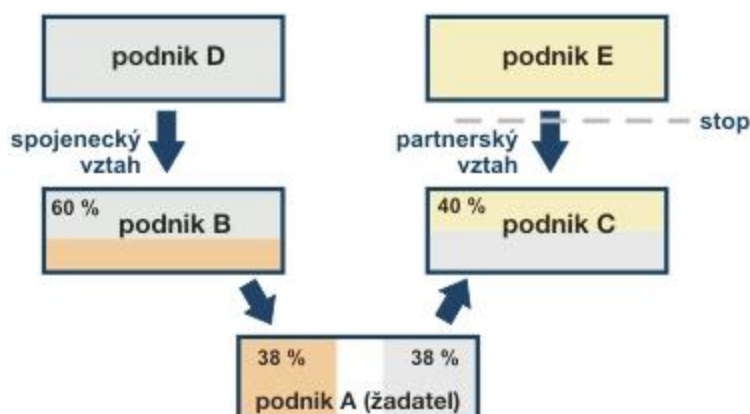 podnik D
podnik E
stop
spojenecký
vztah
partnerský
vztah
60 %
podnik B
40 %
podnik C
38 %
38 %
podnik A (žadatel)